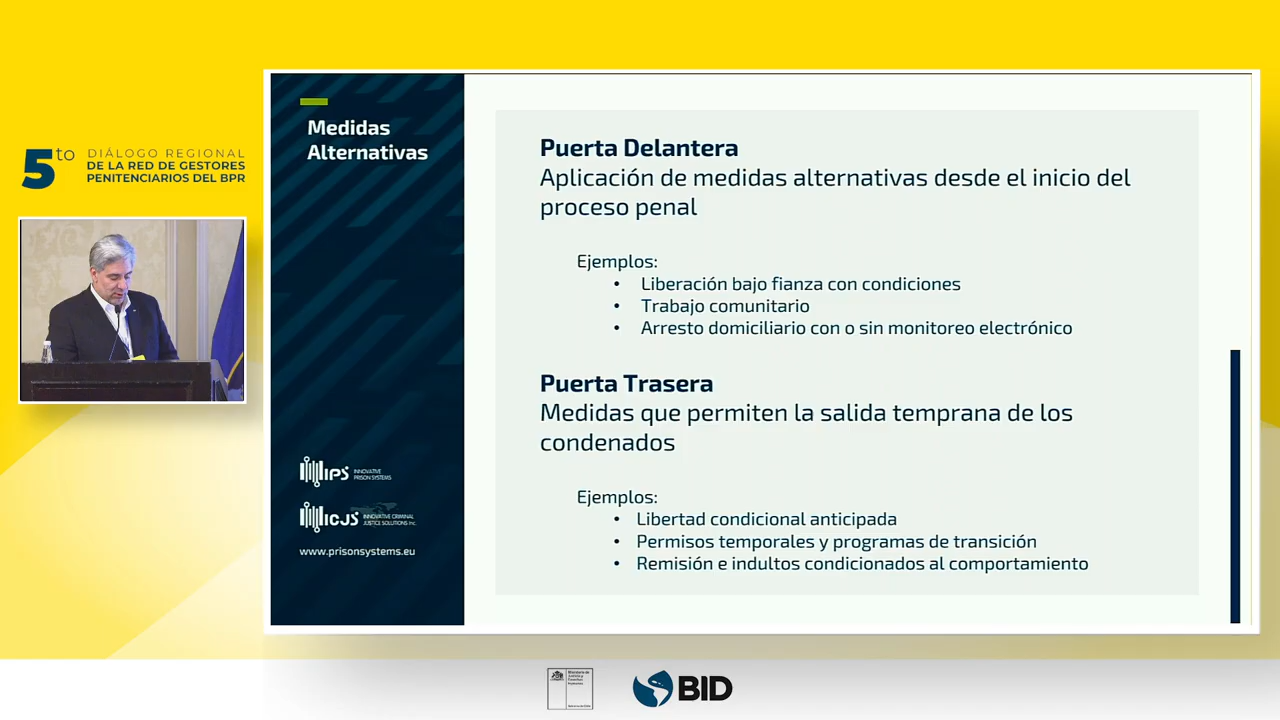 5to DIÁLOGO REGIONAL
DE LA RED DE GESTORES
PENITENCIARIOS DEL BPR
Medidas
Alternativas
IPS INNOVATIVE
PRISON SYSTEMS
ICJS INNOVATIVE CRIMINAL
JUSTICE SOLUTIONS Inc.
www.prisonsystems.eu
Puerta Delantera
Aplicación de medidas alternativas desde el inicio del
proceso penal
Ejemplos:
• Liberación bajo fianza con condiciones
• Trabajo comunitario
• Arresto domiciliario con o sin monitoreo electrónico
Puerta Trasera
Medidas que permiten la salida temprana de los
condenados
Ejemplos:
• Libertad condicional anticipada
• Permisos temporales y programas de transición
• Remisión e indultos condicionados al comportamiento
BID